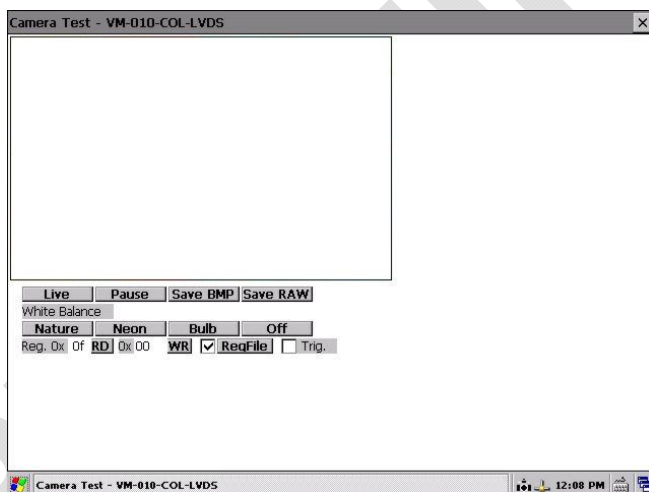 Camera Test - VM-010-COL-LVDS
Live Pause Save BMP Save RAW
White Balance
Nature Neon Bulb Off
Reg. 0x 0f RD 0x 00 WR RegFile Trig.
Camera Test - VM-010-COL-LVDS 12:08 PM